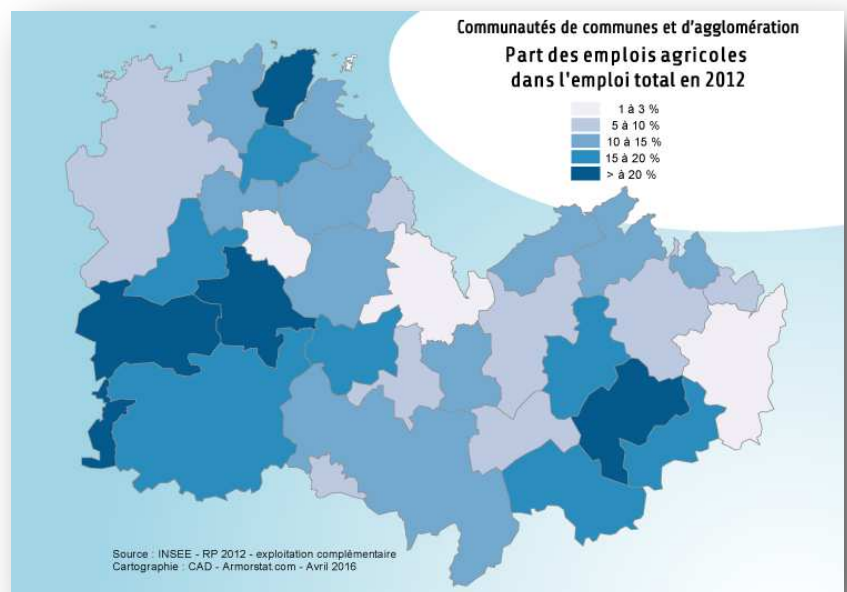 Communautés de communes et d'agglomération
Part des emplois agricoles
dans l'emploi total en 2012
1 à 3 %
5 à 10 %
10 à 15 %
15 à 20 %
> à 20 %
Source : INSEE - RP 2012 - exploitation complémentaire
Cartographie : CAD - Armorstat.com - Avril 2016